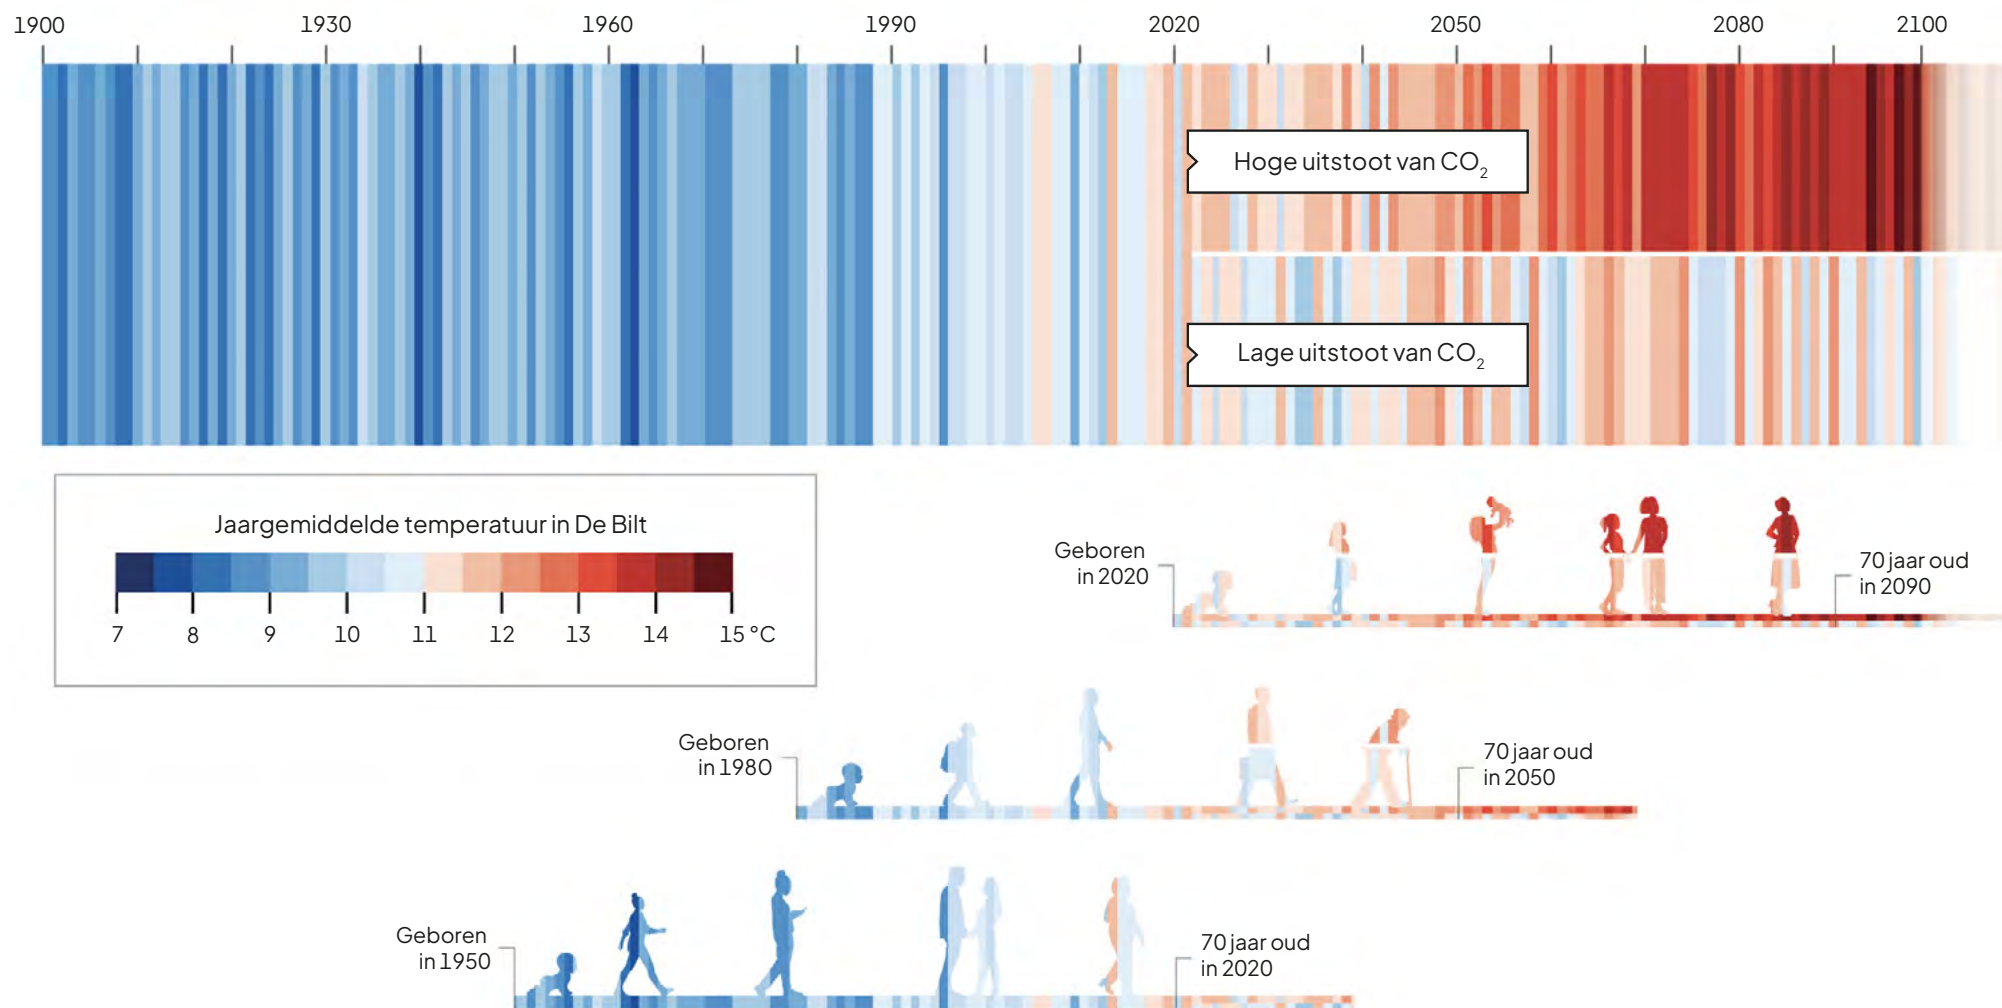 1900 1930 1960 1990 2020 2050 2080 2100
Hoge uitstoot van CO₂
Lage uitstoot van CO₂
Jaargemiddelde temperatuur in De Bilt
7 8 9 10 11 12 13 14 15 °C
Geboren
in 2020
70 jaar oud
in 2090
Geboren
in 1980
70 jaar oud
in 2050
Geboren
in 1950
70 jaar oud
in 2020